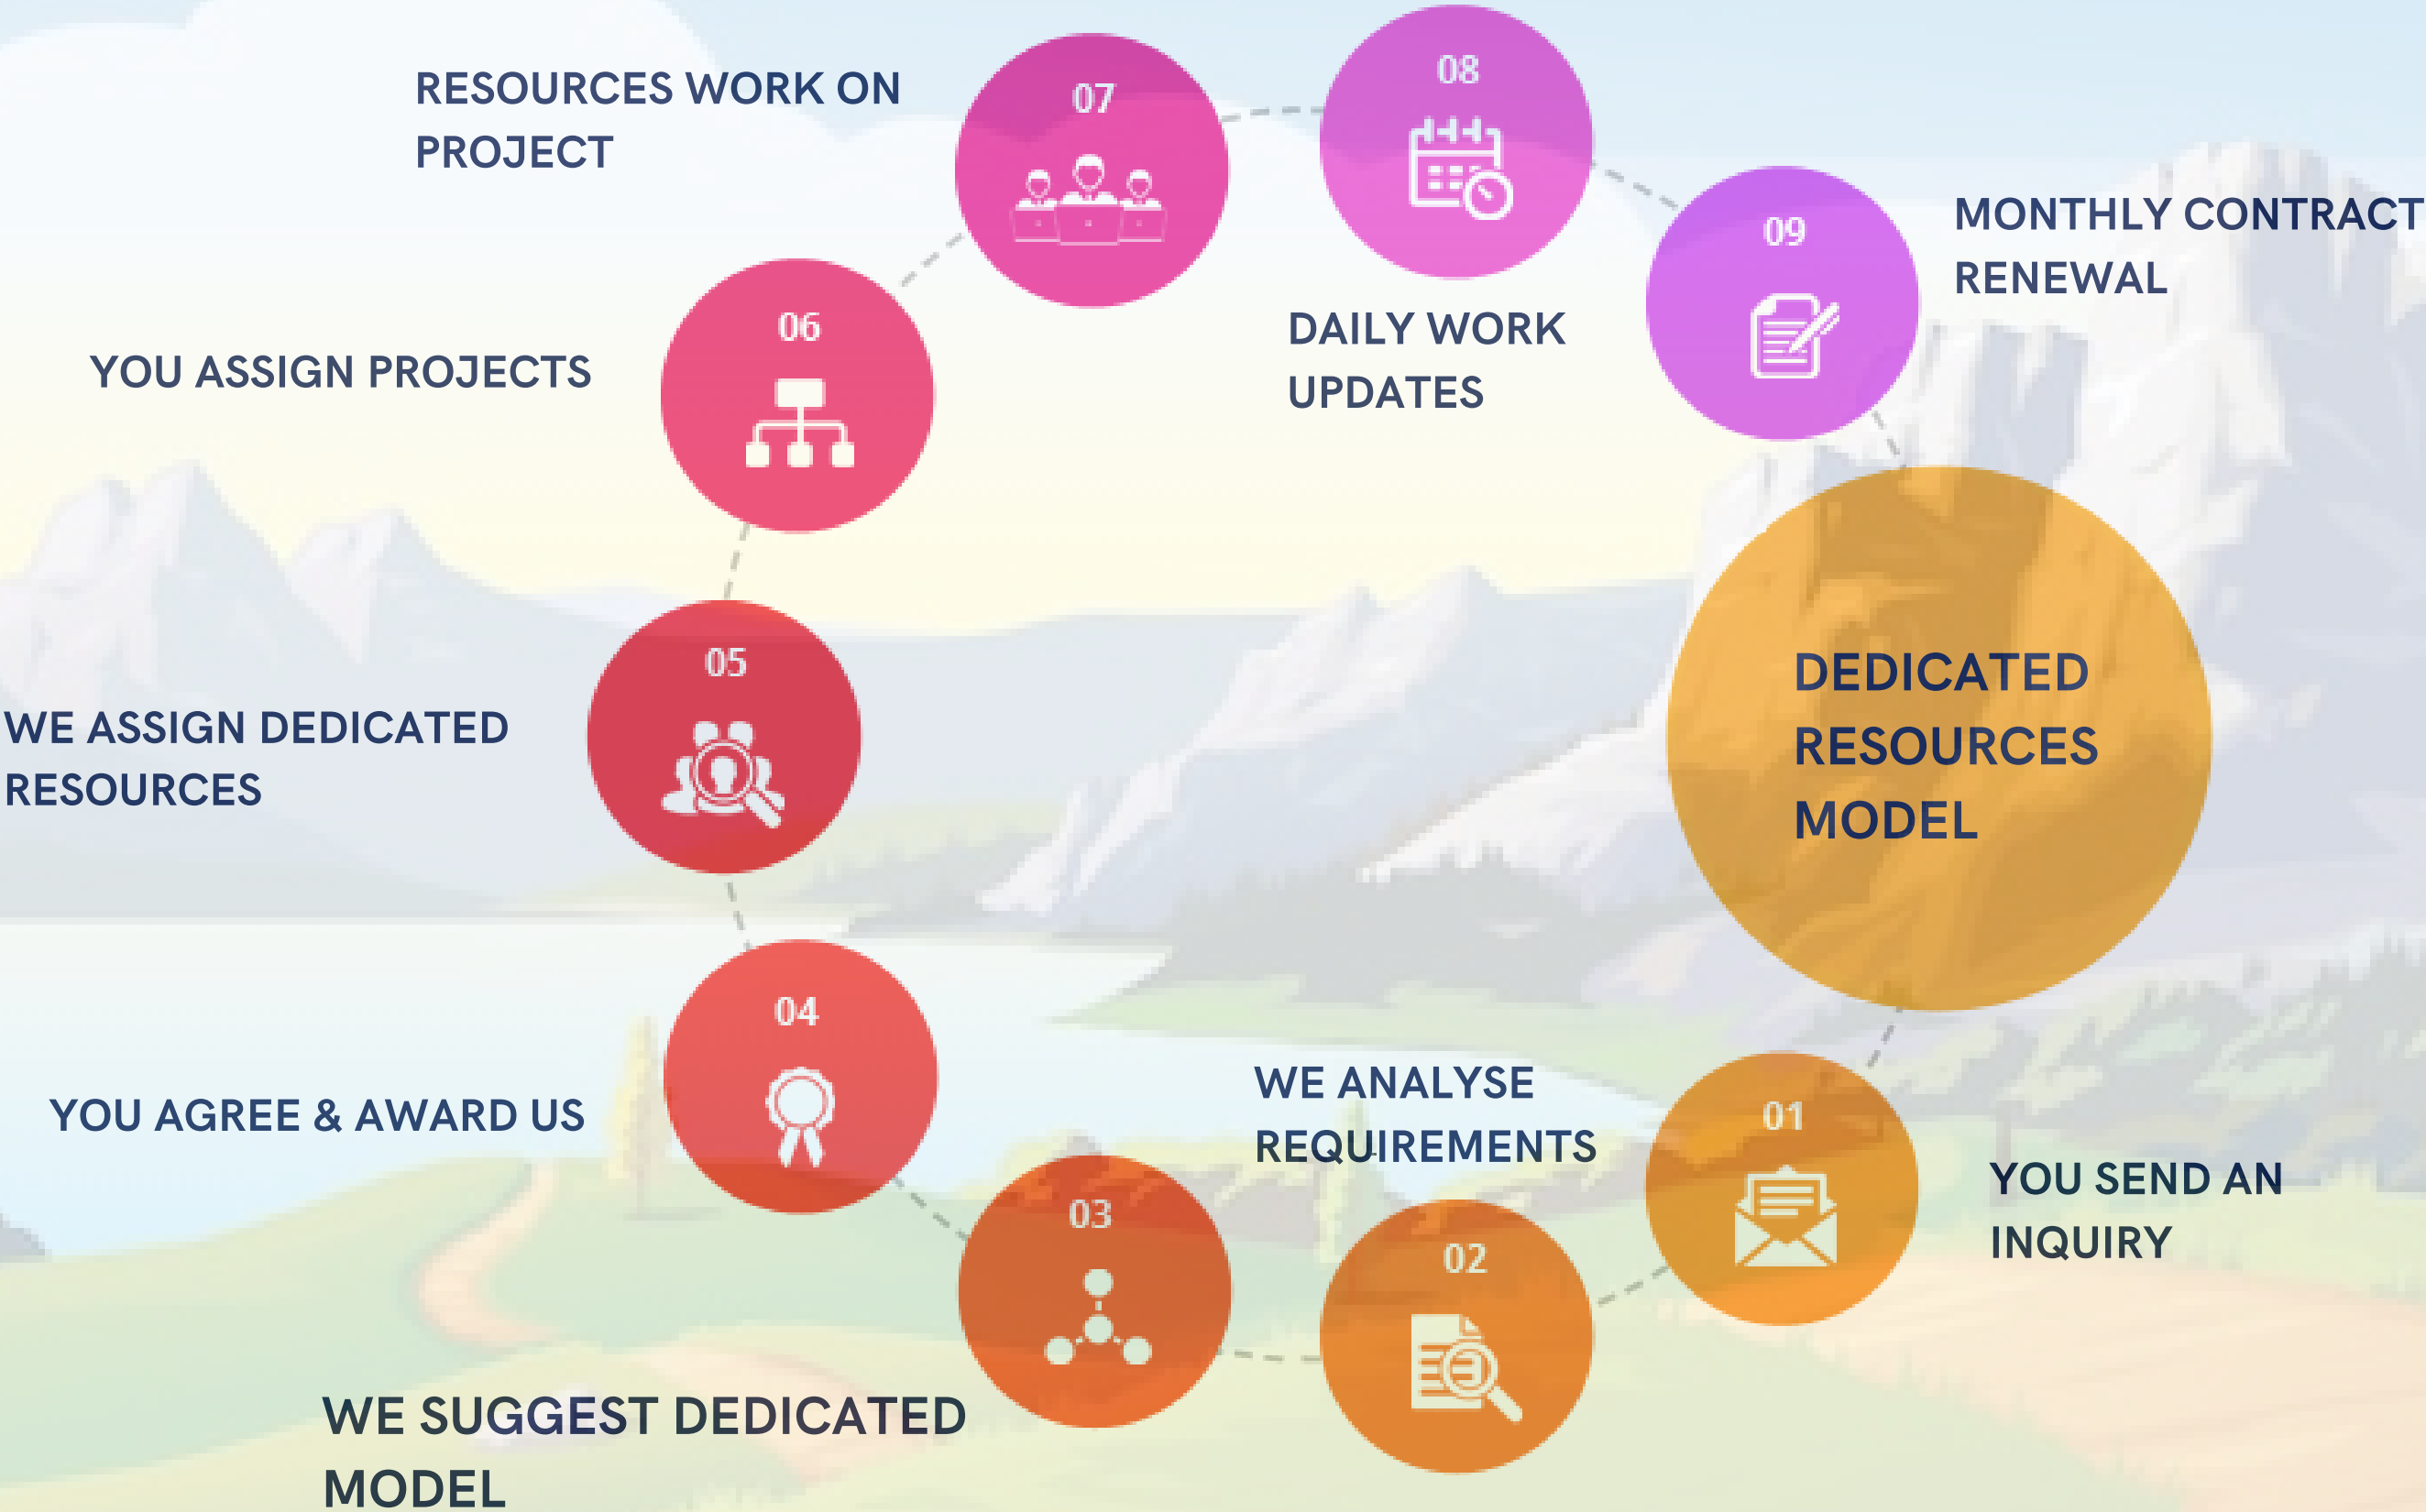 DEDICATED
RESOURCES
MODEL
01
YOU SEND AN
INQUIRY
02
WE ANALYSE
REQUIREMENTS
03
WE SUGGEST DEDICATED
MODEL
04
YOU AGREE & AWARD US
05
WE ASSIGN DEDICATED
RESOURCES
06
YOU ASSIGN PROJECTS
07
RESOURCES WORK ON
PROJECT
08
DAILY WORK
UPDATES
09
MONTHLY CONTRACT
RENEWAL